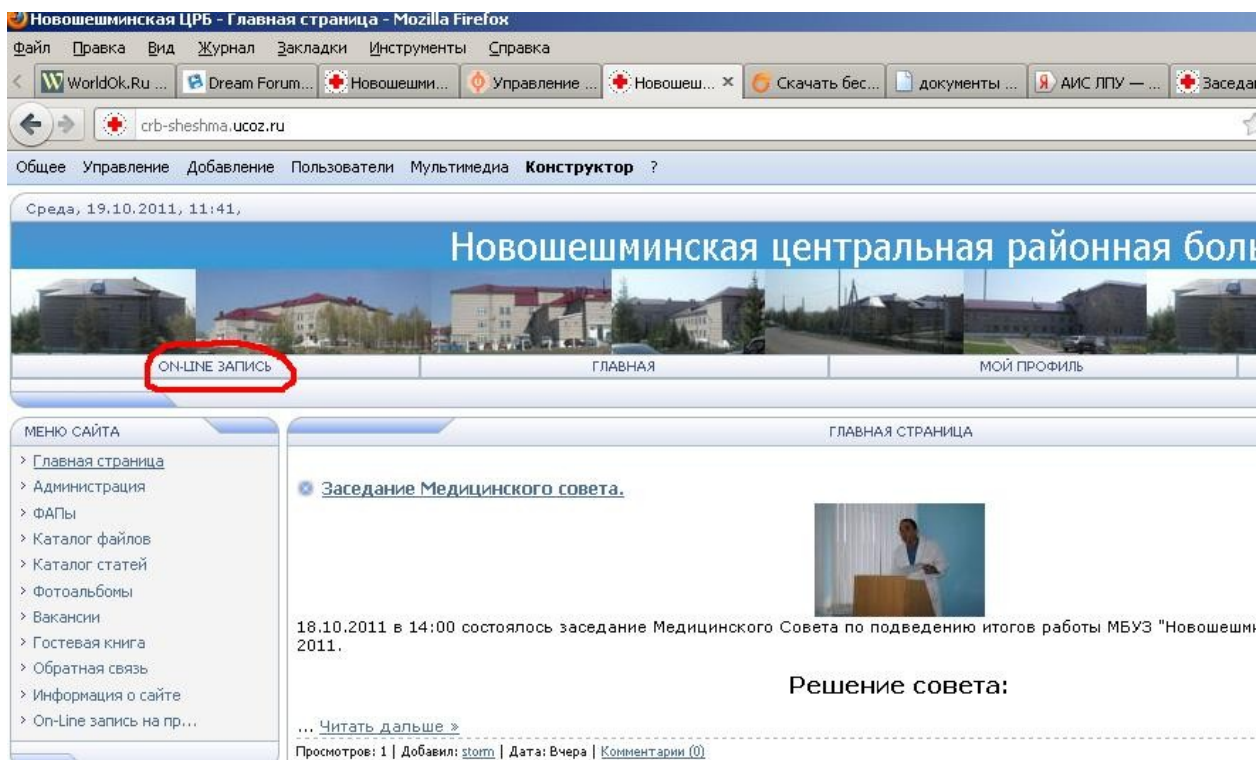 Новошешминская ЦРБ - Главная страница - Mozilla Firefox
Файл Правка Вид Журнал Закладки Инструменты Справка
WorldOk.Ru ... Dream Forum... Новошешми... Управление ... Новошеш... Скачать бес... документы ... АИС ЛПУ — ... Заседа
crb-sheshma.ucoz.ru
Общее Управление Добавление Пользователи Мультимедиа Конструктор ?
Среда, 19.10.2011, 11:41,
Новошешминская центральная районная боль
ON-LINE ЗАПИСЬ ГЛАВНАЯ МОЙ ПРОФИЛЬ
МЕНЮ САЙТА
Главная страница
Администрация
ФАПы
Каталог файлов
Каталог статей
Фотоальбомы
Вакансии
Гостевая книга
Обратная связь
Информация о сайте
On-Line запись на пр...
ГЛАВНАЯ СТРАНИЦА
Заседание Медицинского совета.
18.10.2011 в 14:00 состоялось заседание Медицинского Совета по подведению итогов работы МБУЗ "Новошешми
2011.
Решение совета:
... Читать дальше »
Просмотров: 1 | Добавил: storm | Дата: Вчера | Комментарии (0)